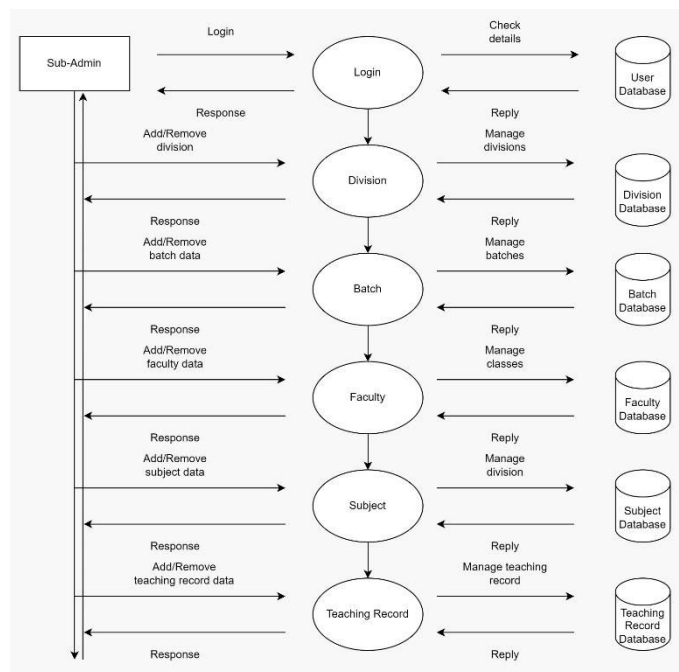 Login
Check
details
Sub-Admin
Login
User
Database
Response
Reply
Add/Remove
division
Manage
divisions
Division
Division
Database
Response
Reply
Add/Remove
batch data
Manage
batches
Batch
Batch
Database
Response
Reply
Add/Remove
faculty data
Manage
classes
Faculty
Faculty
Database
Response
Reply
Add/Remove
subject data
Manage
division
Subject
Subject
Database
Response
Reply
Add/Remove
teaching record data
Manage teaching
record
Teaching Record
Teaching
Record
Database
Response
Reply